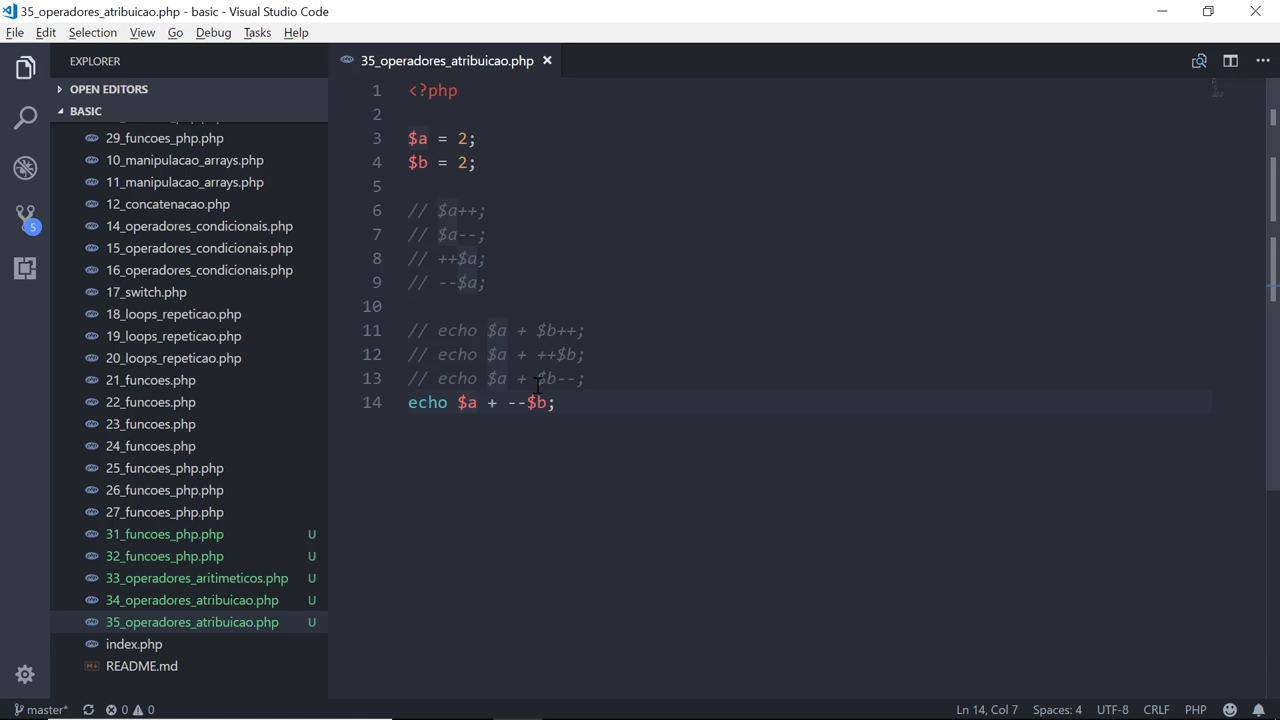 35_operadores_atribuicao.php - basic - Visual Studio Code
File Edit Selection View Go Debug Tasks Help
EXPLORER
OPEN EDITORS
BASIC
29_funcoes_php.php
10_manipulacao_arrays.php
11_manipulacao_arrays.php
12_concatenacao.php
14_operadores_condicionais.php
15_operadores_condicionais.php
16_operadores_condicionais.php
17_switch.php
18_loops_repeticao.php
19_loops_repeticao.php
20_loops_repeticao.php
21_funcoes.php
22_funcoes.php
23_funcoes.php
24_funcoes.php
25_funcoes_php.php
26_funcoes_php.php
27_funcoes_php.php
31_funcoes_php.php U
32_funcoes_php.php U
33_operadores_aritimeticos.php U
34_operadores_atribuicao.php U
35_operadores_atribuicao.php U
index.php
README.md
5
35_operadores_atribuicao.php
1 <?php
2
3 $a = 2;
4 $b = 2;
5
6 // $a++;
7 // $a--;
8 // ++$a;
9 // --$a;
10
11 // echo $a + $b++;
12 // echo $a + ++$b;
13 // echo $a + $b--;
14 echo $a + --$b;
master* 0 0 Ln 14, Col 7 Spaces: 4 UTF-8 CRLF PHP